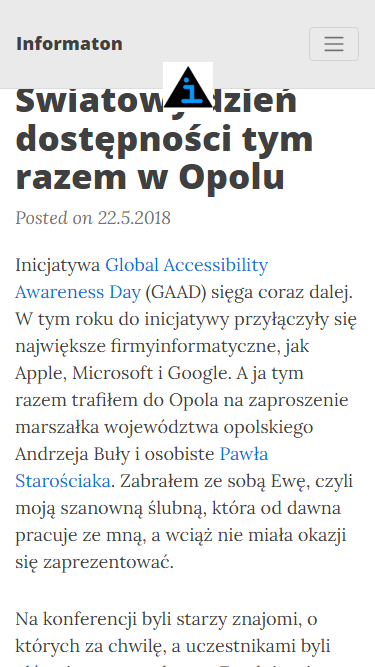 Informaton
i
Światowy dzień
dostępności tym
razem w Opolu
Posted on 22.5.2018
Inicjatywa Global Accessibility
Awareness Day (GAAD) sięga coraz dalej.
W tym roku do inicjatywy przyłączyły się
największe firmyinformatyczne, jak
Apple, Microsoft i Google. A ja tym
razem trafiłem do Opola na zaproszenie
marszałka województwa opolskiego
Andrzeja Buły i osobiste Pawła
Starościaka. Zabrałem ze sobą Ewę, czyli
moją szanowną ślubną, która od dawna
pracuje ze mną, a wciąż nie miała okazji
się zaprezentować.
Na konferencji byli starzy znajomi, o
których za chwilę, a uczestnikami byli